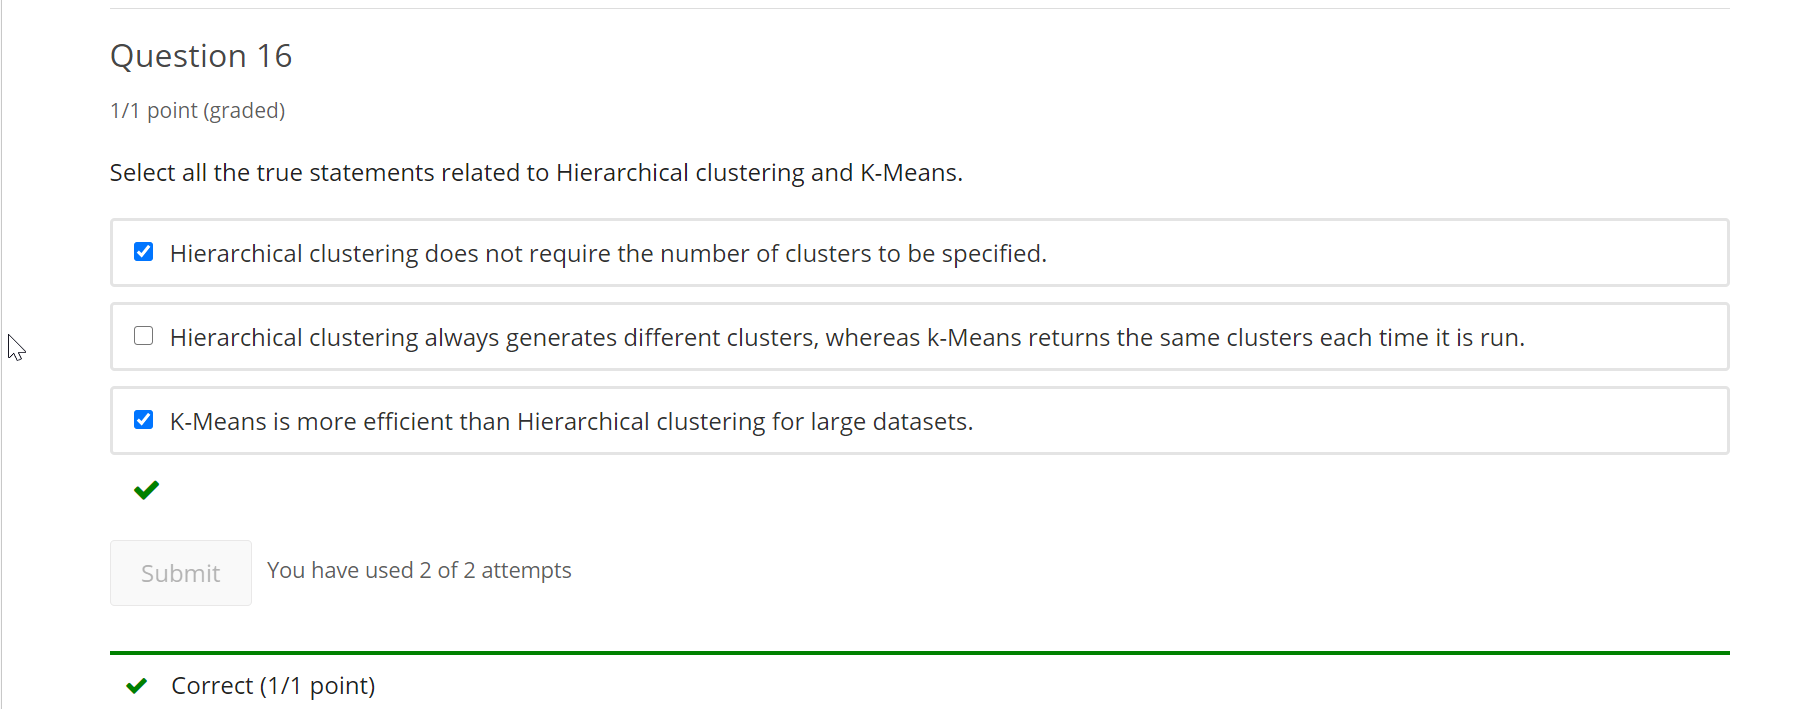 Question 16
1/1 point (graded)
Select all the true statements related to Hierarchical clustering and K-Means.
Hierarchical clustering does not require the number of clusters to be specified.
Hierarchical clustering always generates different clusters, whereas k-Means returns the same clusters each time it is run.
K-Means is more efficient than Hierarchical clustering for large datasets.
Submit
You have used 2 of 2 attempts
Correct (1/1 point)